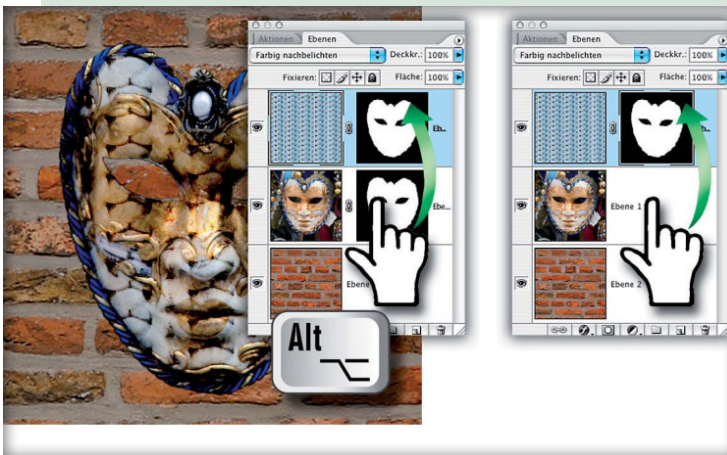 Aktionen Ebenen
Farbig nachbelichten Deckkr.: 100%
Fixieren: Fläche: 100%
Eb...
Ebe...
Ebene
Alt
Aktionen Ebenen
Farbig nachbelichten Deckkr.: 100%
Fixieren: Fläche: 100%
Ebene 1
Ebene 2